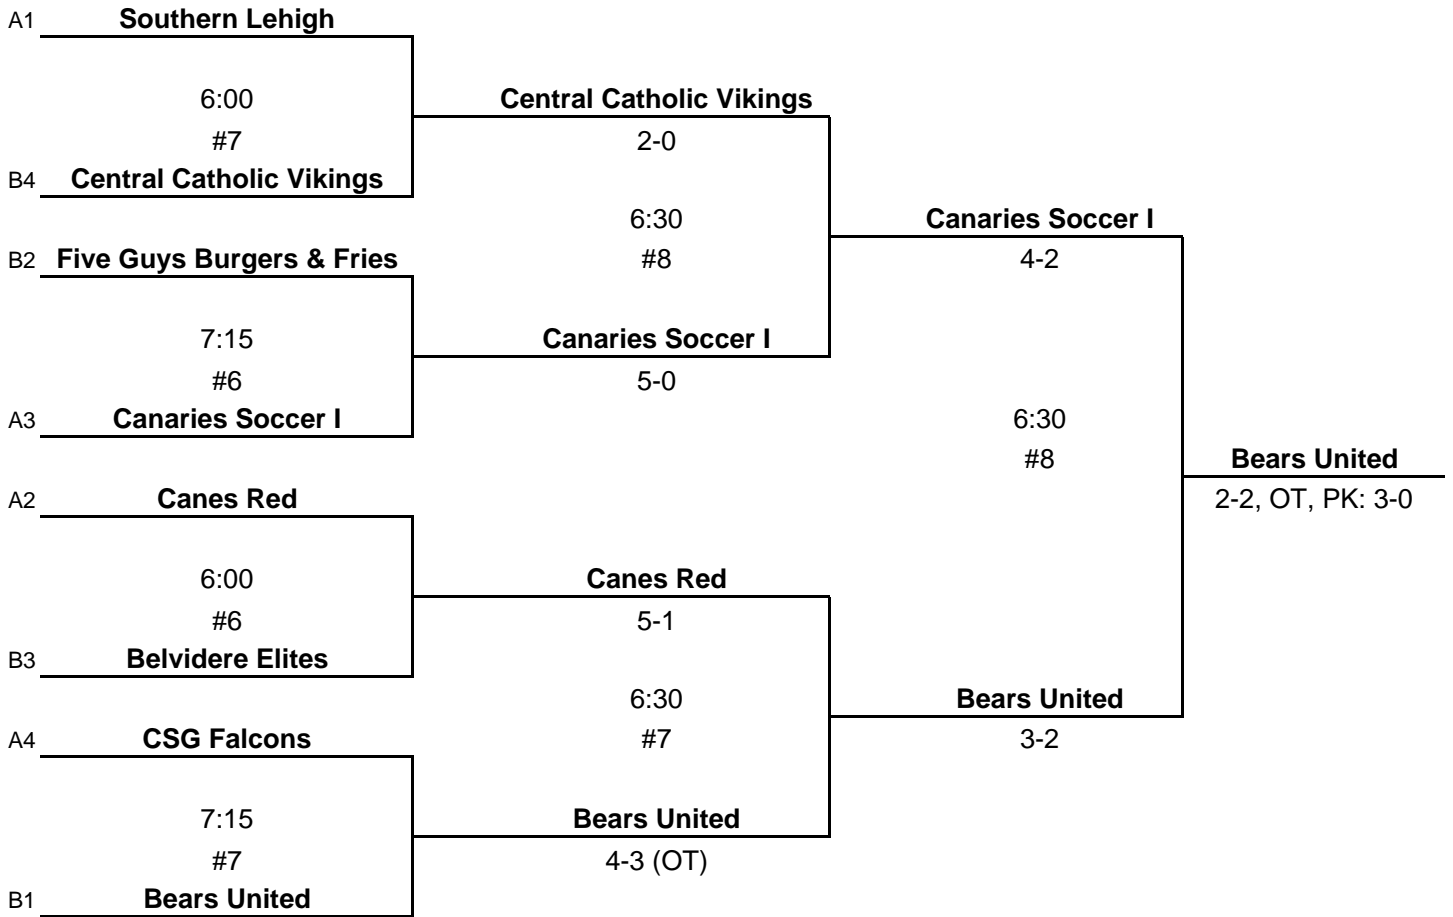 A1 Southern Lehigh
6:00 Central Catholic Vikings
#7 2-0
B4 Central Catholic Vikings
6:30 Canaries Soccer I
B2 Five Guys Burgers & Fries #8 4-2
7:15 Canaries Soccer I
#6 5-0
A3 Canaries Soccer I 6:30
#8 Bears United
A2 Canes Red 2-2, OT, PK: 3-0
6:00 Canes Red
#6 5-1
B3 Belvidere Elites
6:30 Bears United
A4 CSG Falcons #7 3-2
7:15 Bears United
#7 4-3 (OT)
B1 Bears United